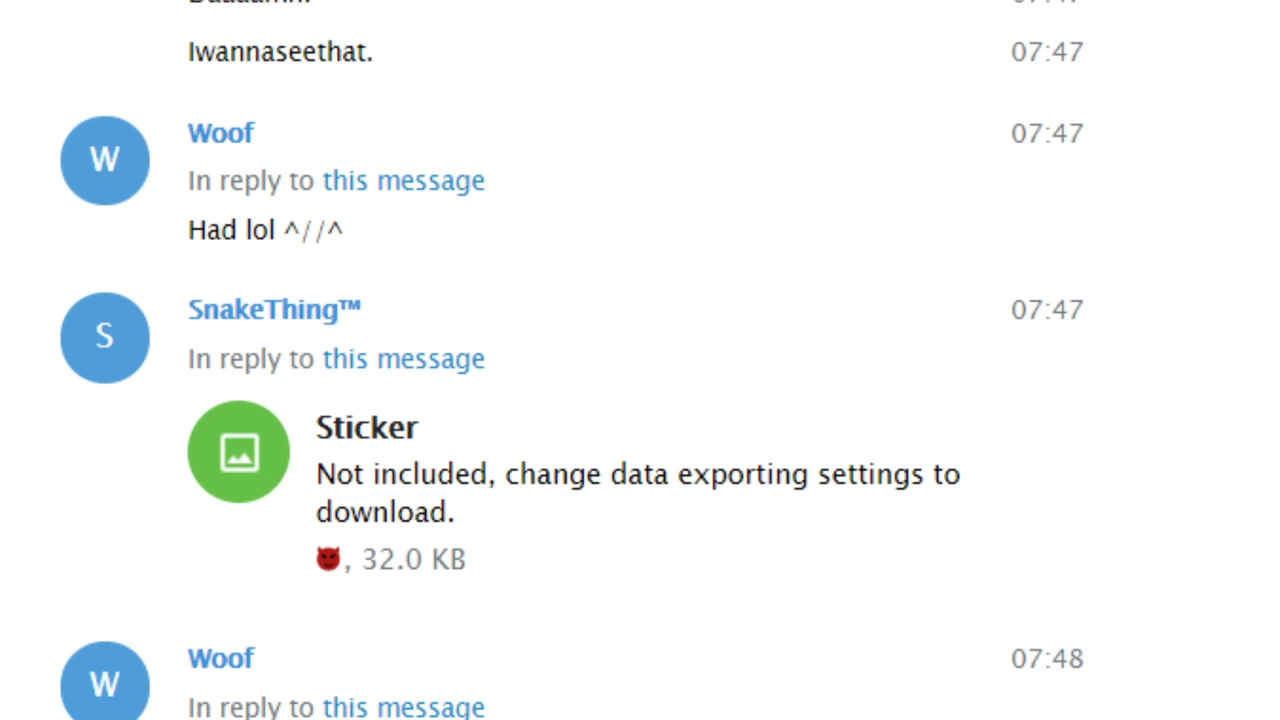 Iwannaseethat.
07:47
W
Woof
07:47
In reply to this message
Had lol ^//^
S
SnakeThing™
07:47
In reply to this message
Sticker
Not included, change data exporting settings to
download.
😈, 32.0 KB
W
Woof
07:48
In reply to this message